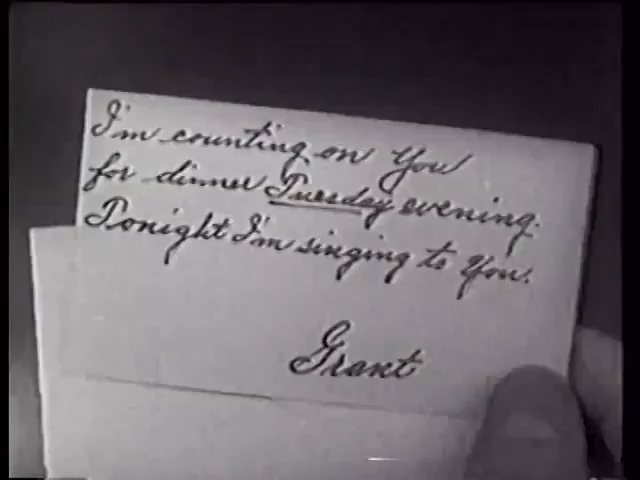 I'm counting on You
for dinner Tuesday evening.
Tonight I'm singing to You.
Grant